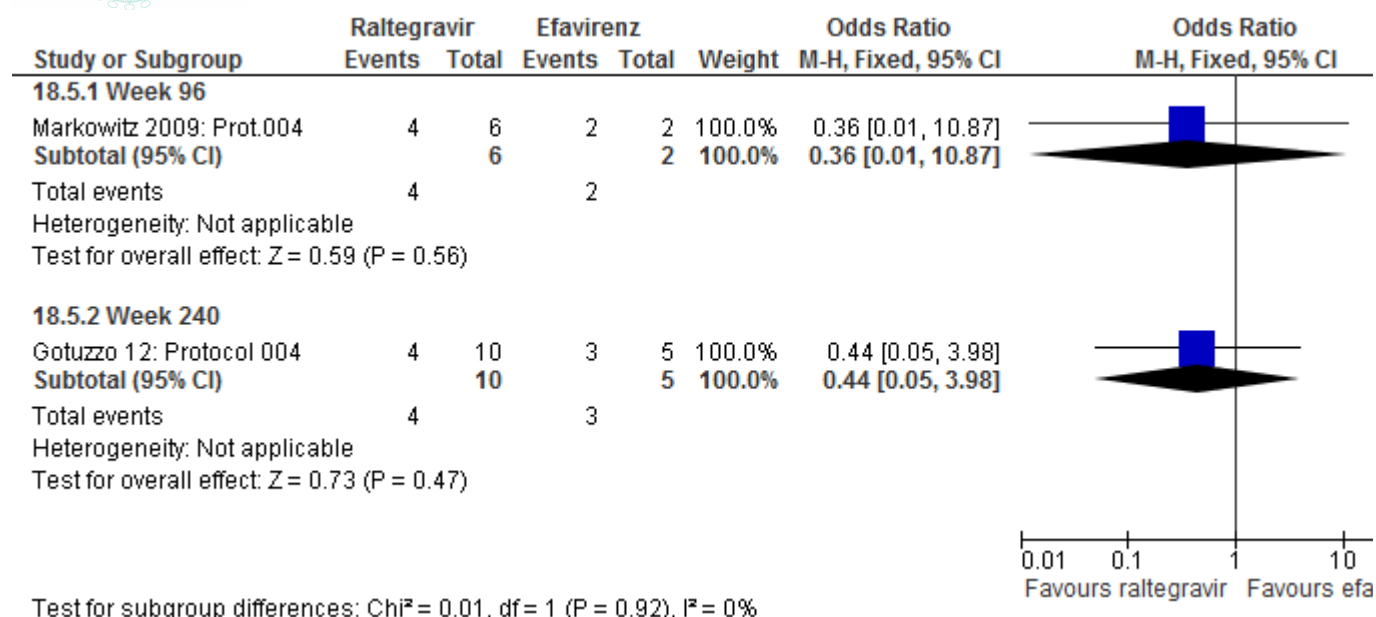 Raltegravir Efavirenz Odds Ratio Odds Ratio
Study or Subgroup Events Total Events Total Weight M-H, Fixed, 95% CI M-H, Fixed, 95% CI
18.5.1 Week 96
Markowitz 2009: Prot.004 4 6 2 2 100.0% 0.36 [0.01, 10.87]
Subtotal (95% CI) 6 2 100.0% 0.36 [0.01, 10.87]
Total events 4 2
Heterogeneity: Not applicable
Test for overall effect: Z = 0.59 (P = 0.56)
18.5.2 Week 240
Gotuzzo 12: Protocol 004 4 10 3 5 100.0% 0.44 [0.05, 3.98]
Subtotal (95% CI) 10 5 100.0% 0.44 [0.05, 3.98]
Total events 4 3
Heterogeneity: Not applicable
Test for overall effect: Z = 0.73 (P = 0.47)
0.01 0.1 1 10
Favours raltegravir Favours efa
Test for subgroup differences: Chi² = 0.01, df = 1 (P = 0.92), I² = 0%